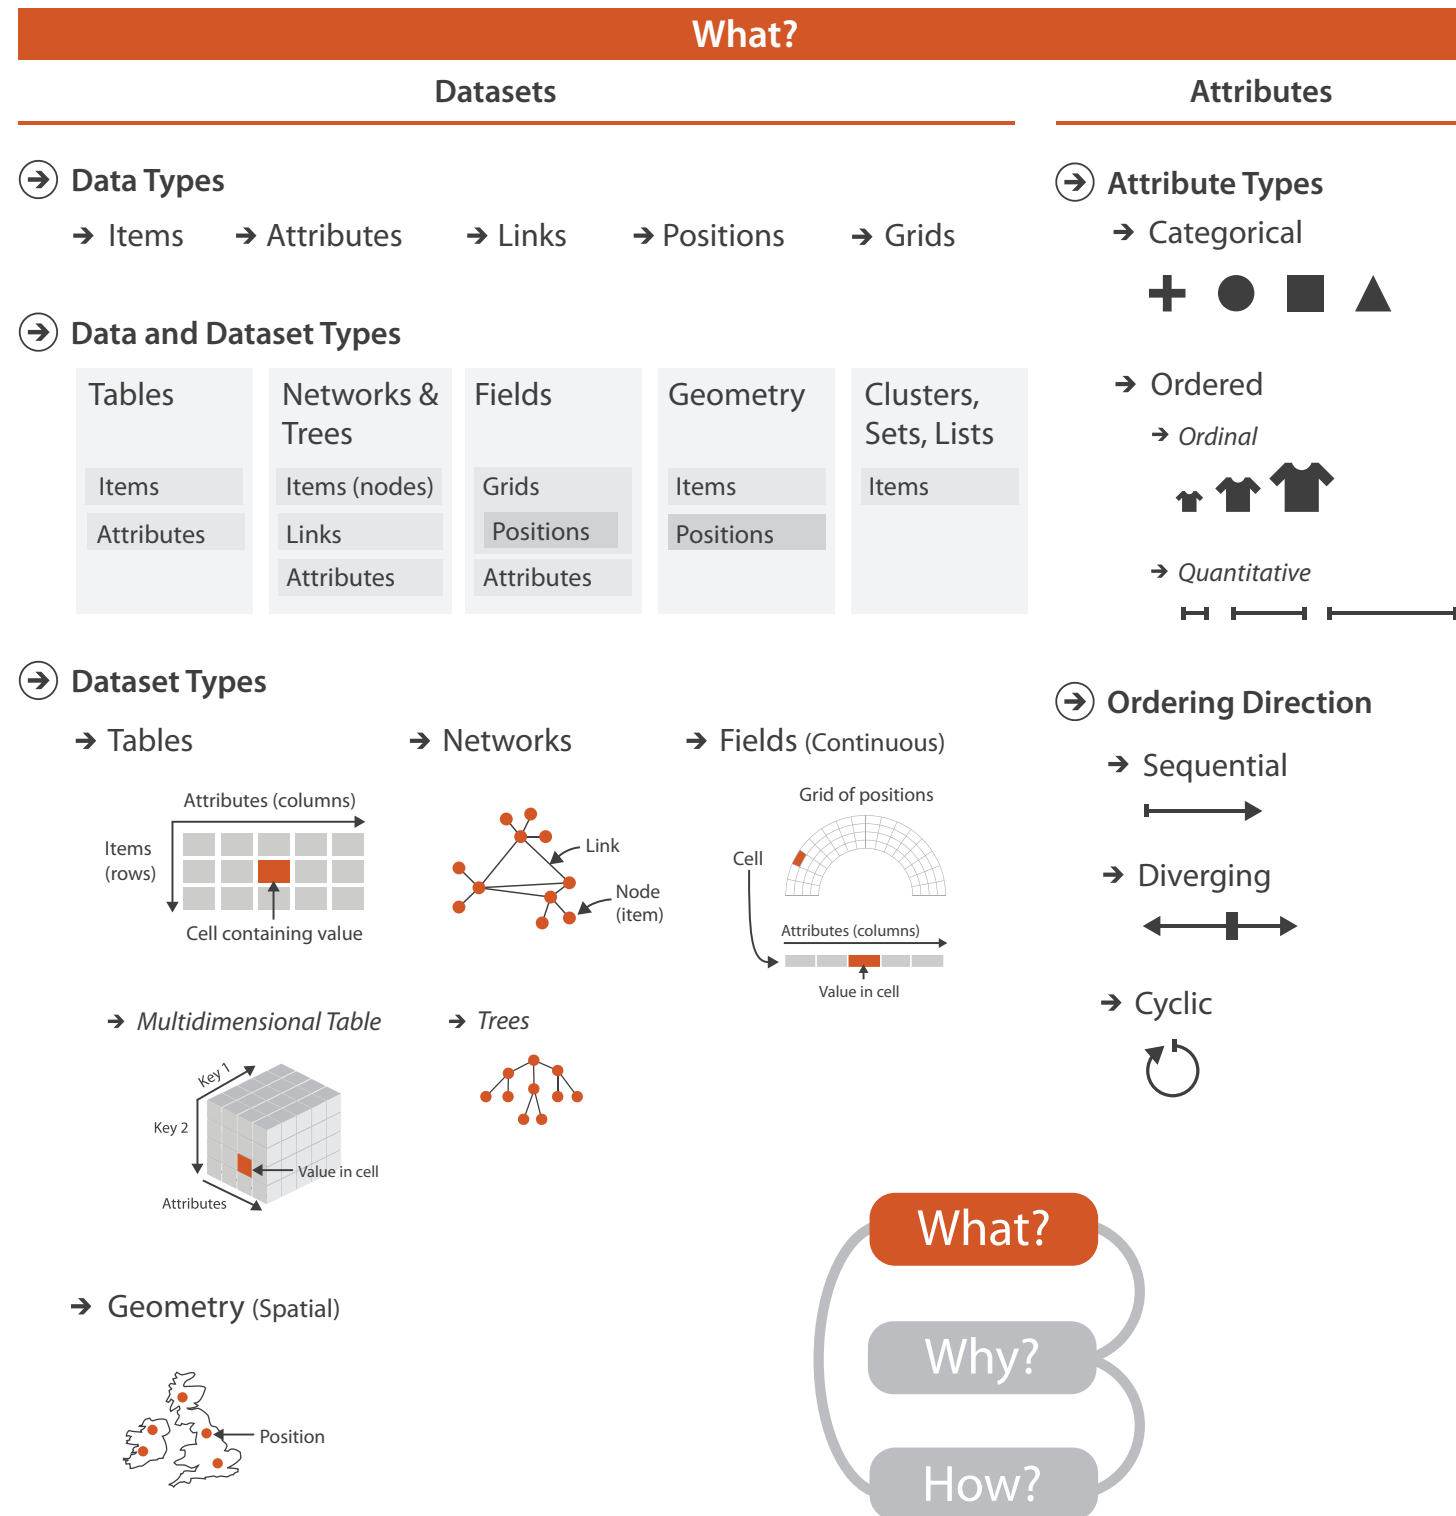 What?
Datasets
Attributes
Data Types
Items
Attributes
Links
Positions
Grids
Data and Dataset Types
Tables
Items
Attributes
Networks &
Trees
Items (nodes)
Links
Attributes
Fields
Grids
Positions
Attributes
Geometry
Items
Positions
Clusters,
Sets, Lists
Items
Dataset Types
Tables
Attributes (columns)
Items
(rows)
Cell containing value
Networks
Link
Node
(item)
Fields (Continuous)
Grid of positions
Cell
Attributes (columns)
Value in cell
Multidimensional Table
Key 1
Key 2
Value in cell
Attributes
Trees
Geometry (Spatial)
Position
Attribute Types
Categorical
Ordered
Ordinal
Quantitative
Ordering Direction
Sequential
Diverging
Cyclic
What?
Why?
How?